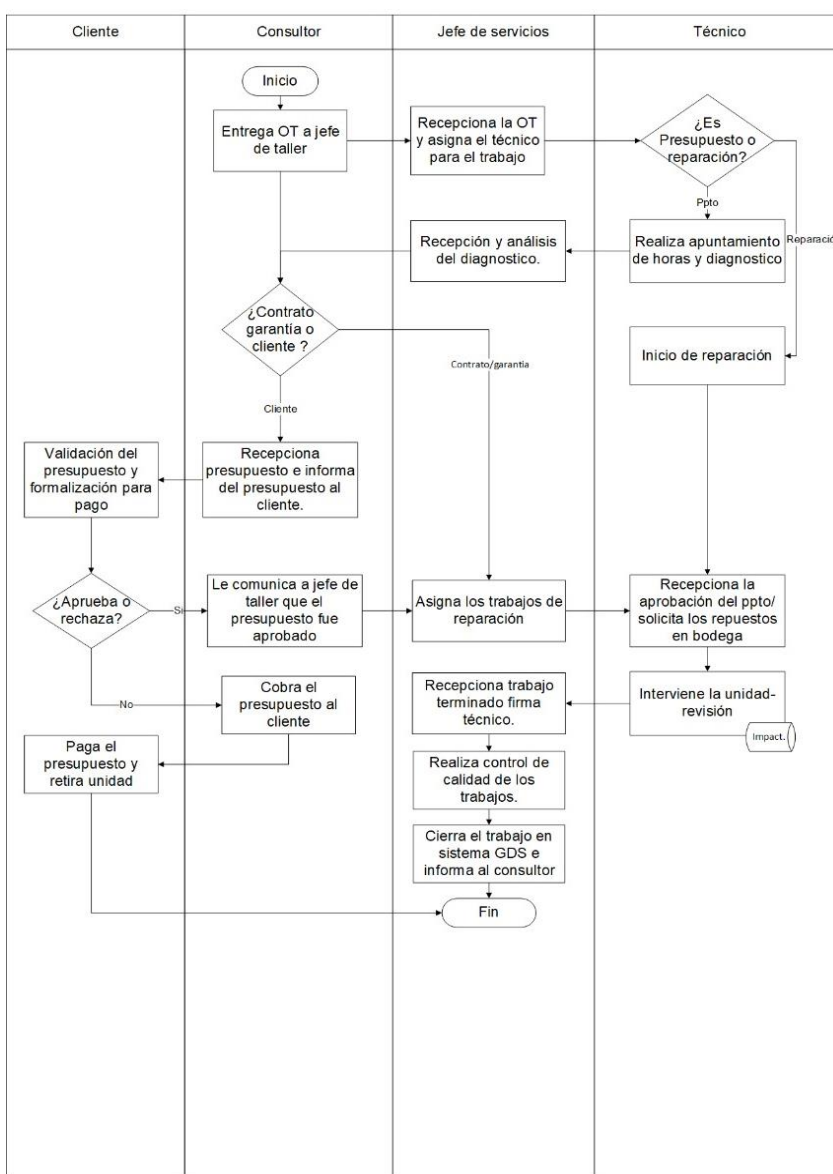 Cliente
Consultor
Jefe de servicios
Técnico
Inicio
Entrega OT a jefe
de taller
Recepciona la OT
y asigna el técnico
para el trabajo
¿Es
Presupuesto o
reparación?
Ppto
Reparació
Recepción y análisis
del diagnostico.
Realiza apuntamiento
de horas y diagnostico
¿Contrato
garantía o
cliente ?
Contrato/garantia
Inicio de reparación
Cliente
Validación del
presupuesto y
formalización para
pago
Recepciona
presupuesto e informa
del presupuesto al
cliente.
¿Aprueba o
rechaza?
Si
Le comunica a jefe de
taller que el
presupuesto fue
aprobado
Asigna los trabajos de
reparación
Recepciona la
aprobación del ppto/
solicita los repuestos
en bodega
No
Cobra el
presupuesto al
cliente
Recepciona trabajo
terminado firma
técnico.
Interviene la unidad-
revisión
Impact.
Paga el
presupuesto y
retira unidad
Realiza control de
calidad de los
trabajos.
Cierra el trabajo en
sistema GDS e
informa al consultor
Fin